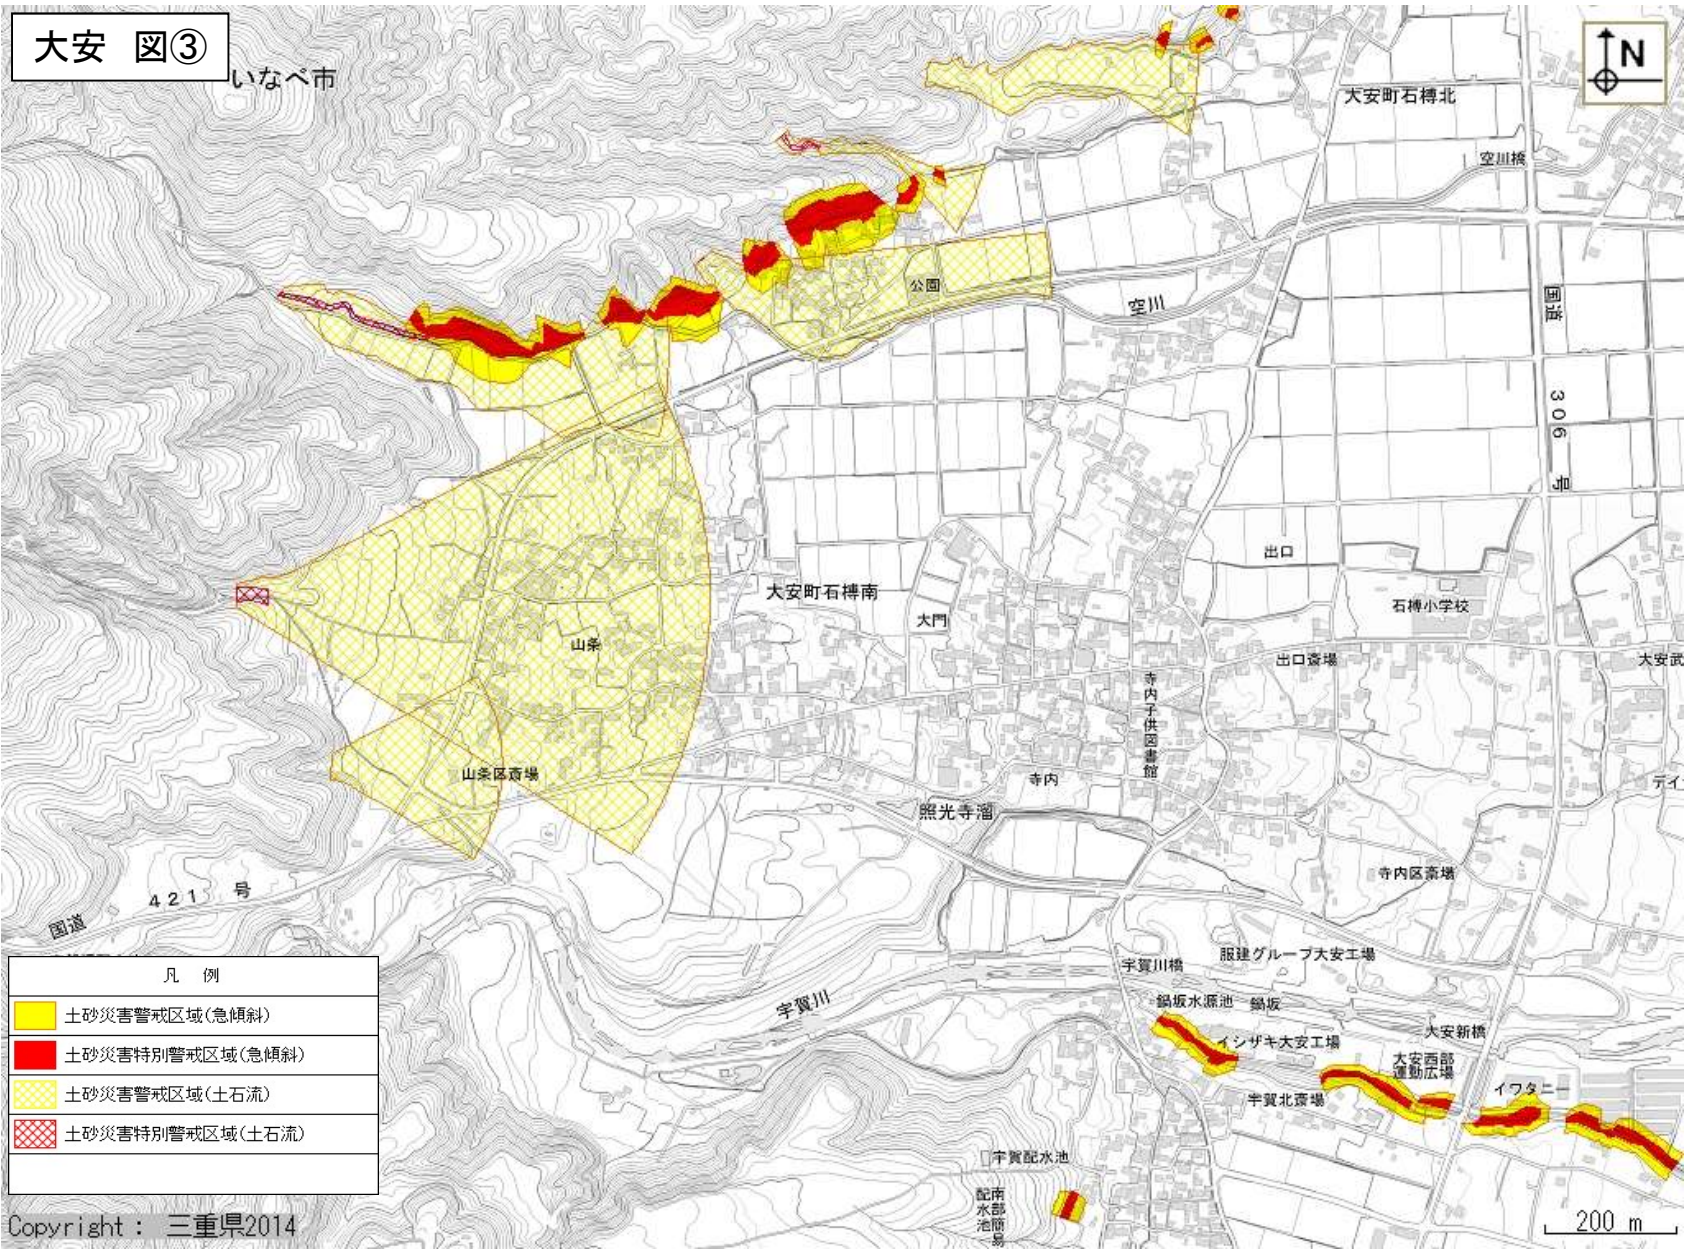 大安 図③
いなべ市
N
大安町石榑北
空川橋
公園
空川
国道
306号
出口
大安町石榑南
石榑小学校
大門
山条
出口斎場
大安武
寺内子供図書館
山条区斎場
寺内
デイ
照光寺溜
寺内区斎場
421号
国道
服建グループ大安工場
宇賀川橋
宇賀川
鍋坂水源池
鍋坂
大安新橋
イシザキ大安工場
大安西部
運動広場
イワタニー
宇賀北斎場
宇賀配水池
南部簡易
配水池
凡 例
土砂災害警戒区域(急傾斜)
土砂災害特別警戒区域(急傾斜)
土砂災害警戒区域(土石流)
土砂災害特別警戒区域(土石流)
Copyright : 三重県2014
200 m